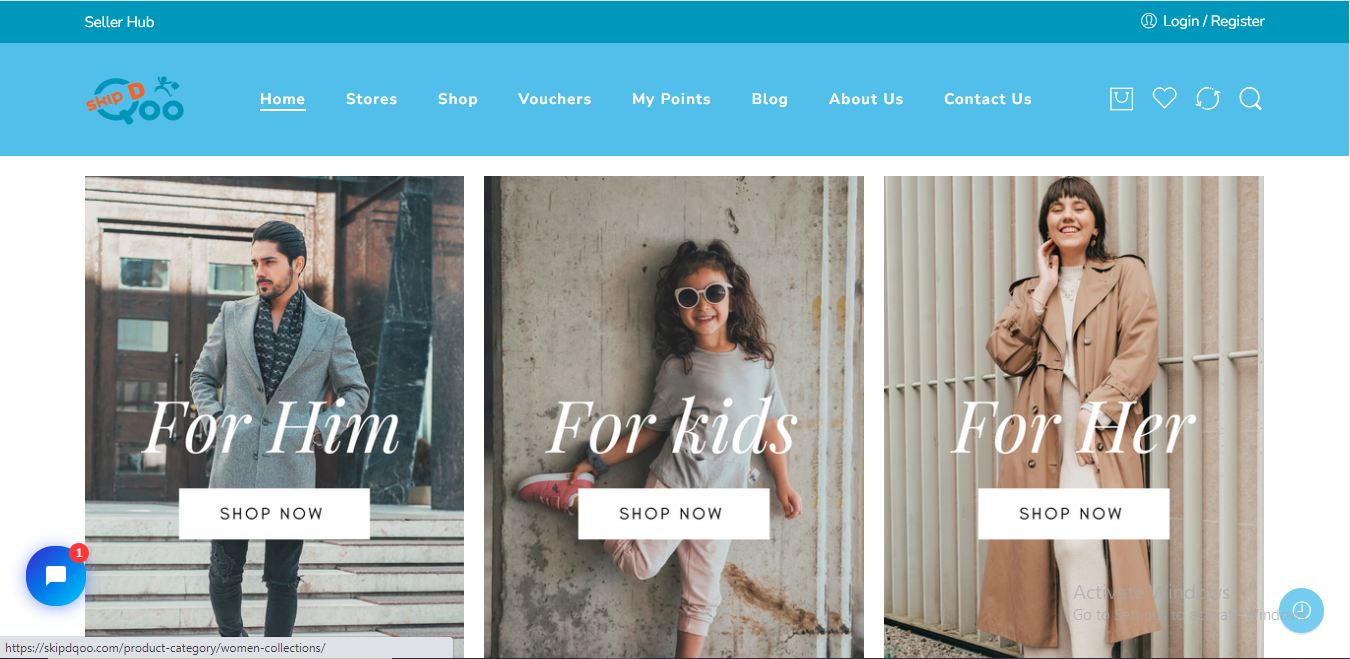 Seller Hub
Login / Register
skip D
Qoo
Home Stores Shop Vouchers My Points Blog About Us Contact Us
For Him
SHOP NOW
For kids
SHOP NOW
For Her
SHOP NOW
1
Activate Windows
Go to Settings to activate Windows.
https://skipdqoo.com/product-category/women-collections/